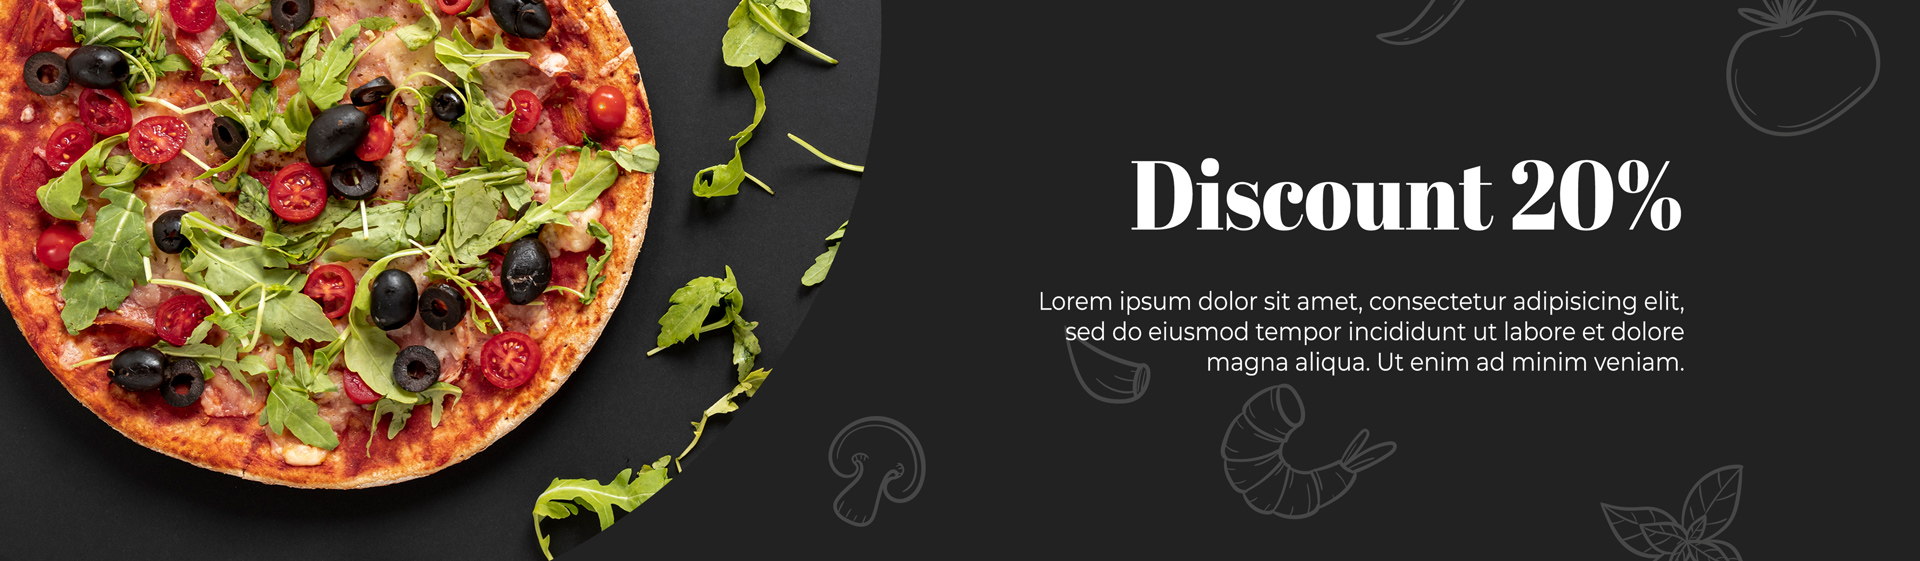 Discount 20%
Lorem ipsum dolor sit amet, consectetur adipisicing elit,
sed do eiusmod tempor incididunt ut labore et dolore
magna aliqua. Ut enim ad minim veniam.